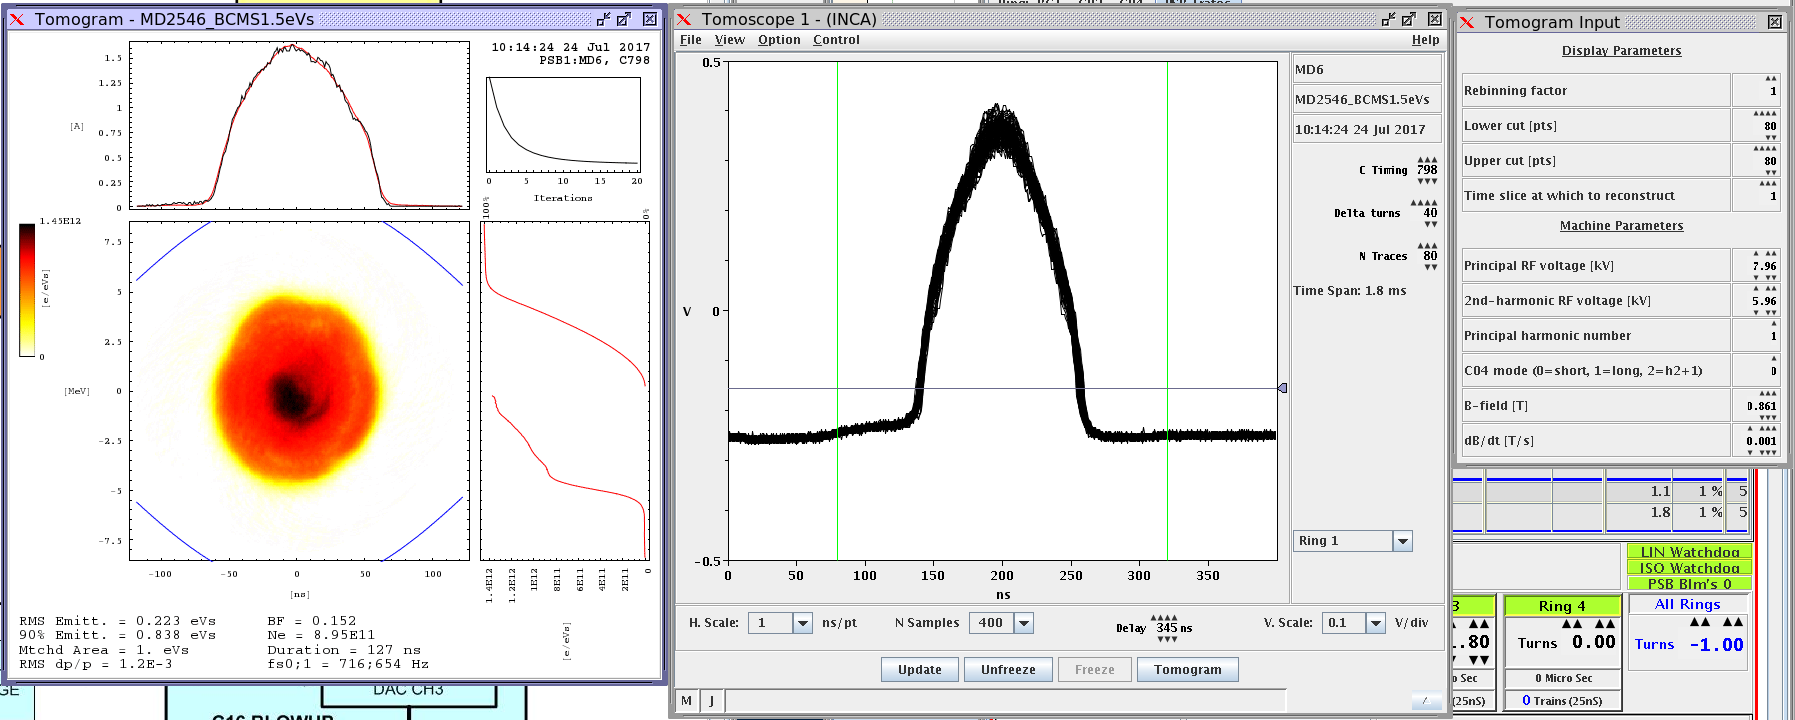 Tomogram - MD2546_BCMS1.5eVs
10:14:24 24 Jul 2017
PSB1:MD6, C798
1.5
1.25
1
0.75
0.5
0.25
0
[A]
0 5 10 15 20
Iterations
1.45E12
[e/eVs]
0
7.5
5
2.5
0
-2.5
-5
-7.5
[MeV]
-100 -50 0 50 100
[ns]
100%
0%
1.4E12
1.2E12
1E12
8E11
6E11
4E11
2E11
0
[e/eVs]
RMS Emitt. = 0.223 eVs
90% Emitt. = 0.838 eVs
Mtchd Area = 1. eVs
RMS dp/p = 1.2E-3
BF = 0.152
Ne = 8.95E11
Duration = 127 ns
fs0;1 = 716;654 Hz
DAC CH3
C16 BLOWUP
Tomoscope 1 - (INCA)
File View Option Control Help
0.5
V 0
-0.5
0 50 100 150 200 250 300 350
ns
MD6
MD2546_BCMS1.5eVs
10:14:24 24 Jul 2017
C Timing 798
Delta turns 40
N Traces 80
Time Span: 1.8 ms
Ring 1
H. Scale: 1 ns/pt N Samples 400 Delay 345 ns V. Scale: 0.1 V/div
Update Unfreeze Freeze Tomogram
M J
Tomogram Input
Display Parameters
Rebinning factor 1
Lower cut [pts] 80
Upper cut [pts] 80
Time slice at which to reconstruct 1
Machine Parameters
Principal RF voltage [kV] 7.96
2nd-harmonic RF voltage [kV] 5.96
Principal harmonic number 1
C04 mode (0=short, 1=long, 2=h2+1) 0
B-field [T] 0.861
dB/dt [T/s] 0.001
1.1 1 % 5
1.8 1 % 5
LIN Watchdog
ISO Watchdog
PSB Blm's 0
3 Ring 4 All Rings
.80 Turns 0.00 Turns -1.00
o Sec 0 Micro Sec
(25nS) 0 Trains (25nS)